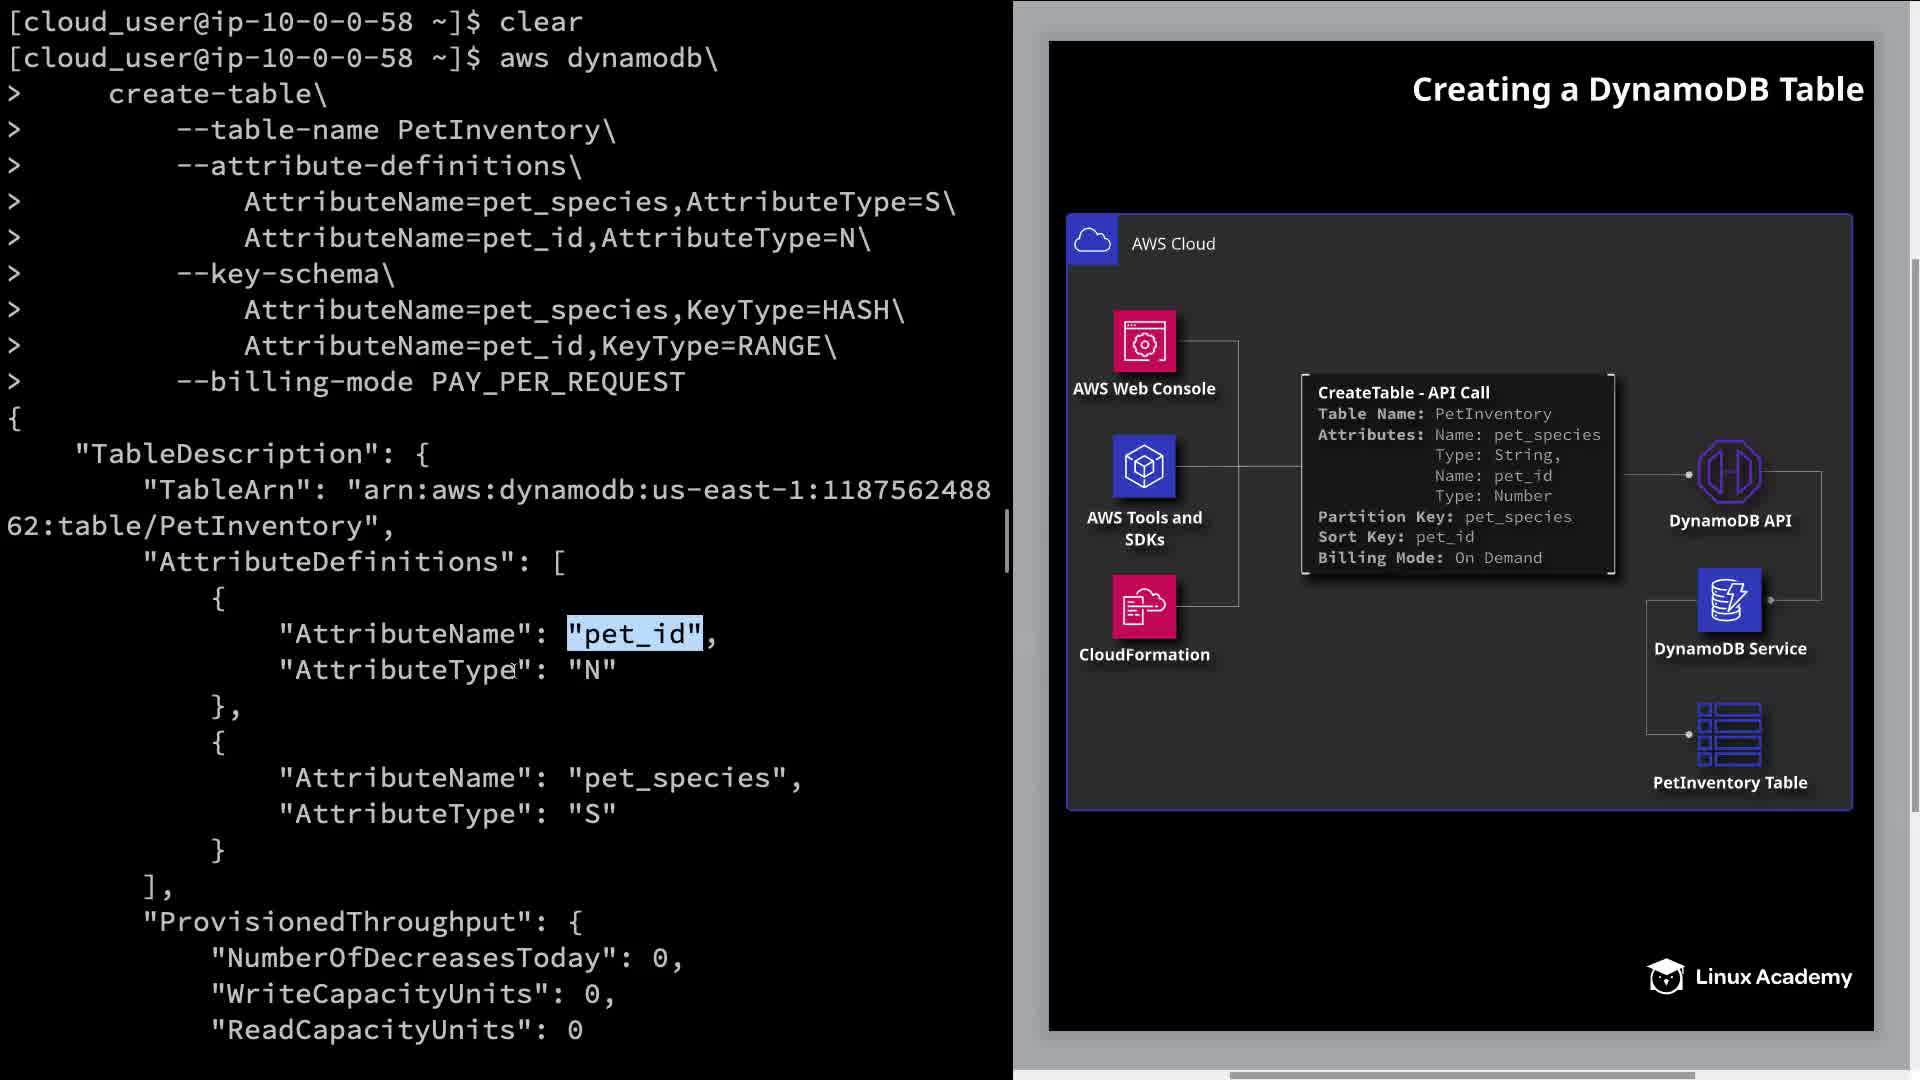 [cloud_user@ip-10-0-0-58 ~]$ clear
[cloud_user@ip-10-0-0-58 ~]$ aws dynamodb\
>     create-table\
>         --table-name PetInventory\
>         --attribute-definitions\
>             AttributeName=pet_species,AttributeType=S\
>             AttributeName=pet_id,AttributeType=N\
>         --key-schema\
>             AttributeName=pet_species,KeyType=HASH\
>             AttributeName=pet_id,KeyType=RANGE\
>         --billing-mode PAY_PER_REQUEST
{
    "TableDescription": {
        "TableArn": "arn:aws:dynamodb:us-east-1:1187562488
62:table/PetInventory",
        "AttributeDefinitions": [
            {
                "AttributeName": "pet_id",
                "AttributeType": "N"
            },
            {
                "AttributeName": "pet_species",
                "AttributeType": "S"
            }
        ],
        "ProvisionedThroughput": {
            "NumberOfDecreasesToday": 0,
            "WriteCapacityUnits": 0,
            "ReadCapacityUnits": 0
Creating a DynamoDB Table
AWS Cloud
AWS Web Console
AWS Tools and
SDKs
CloudFormation
CreateTable - API Call
Table Name: PetInventory
Attributes: Name: pet_species
Type: String,
Name: pet_id
Type: Number
Partition Key: pet_species
Sort Key: pet_id
Billing Mode: On Demand
DynamoDB API
DynamoDB Service
PetInventory Table
Linux Academy